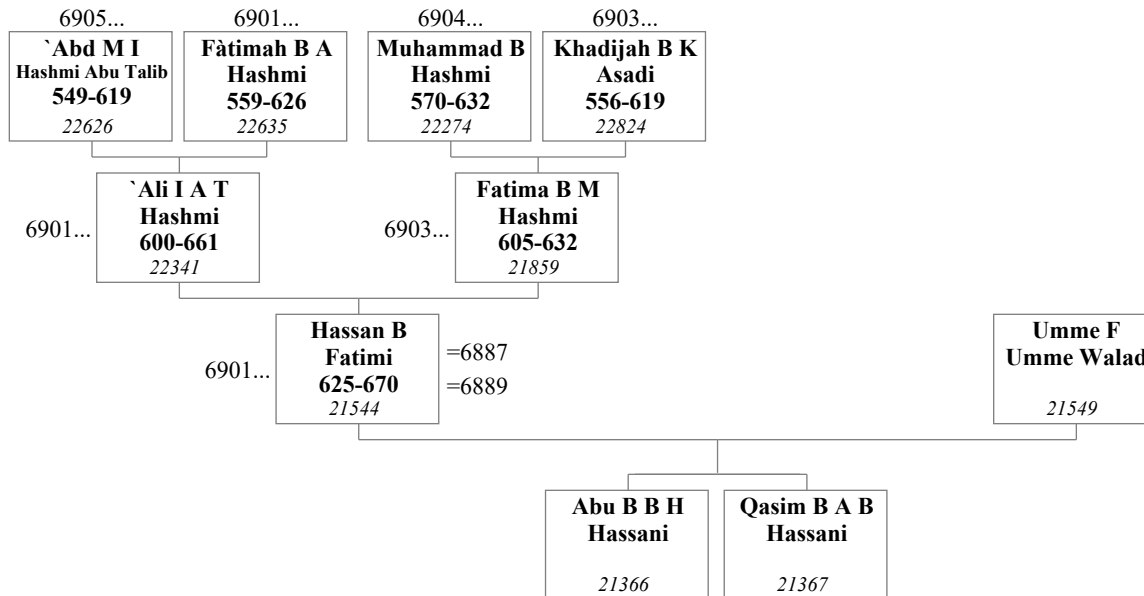 6905...
6901...
6904...
6903...
`Abd M I
Hashmi Abu Talib
549-619
22626
Fàtimah B A
Hashmi
559-626
22635
Muhammad B
Hashmi
570-632
22274
Khadijah B K
Asadi
556-619
22824
6901...
`Ali I A T
Hashmi
600-661
22341
6903...
Fatima B M
Hashmi
605-632
21859
6901...
Hassan B
Fatimi
625-670
21544
=6887
=6889
Umme F
Umme Walad
21549
Abu B B H
Hassani
21366
Qasim B A B
Hassani
21367